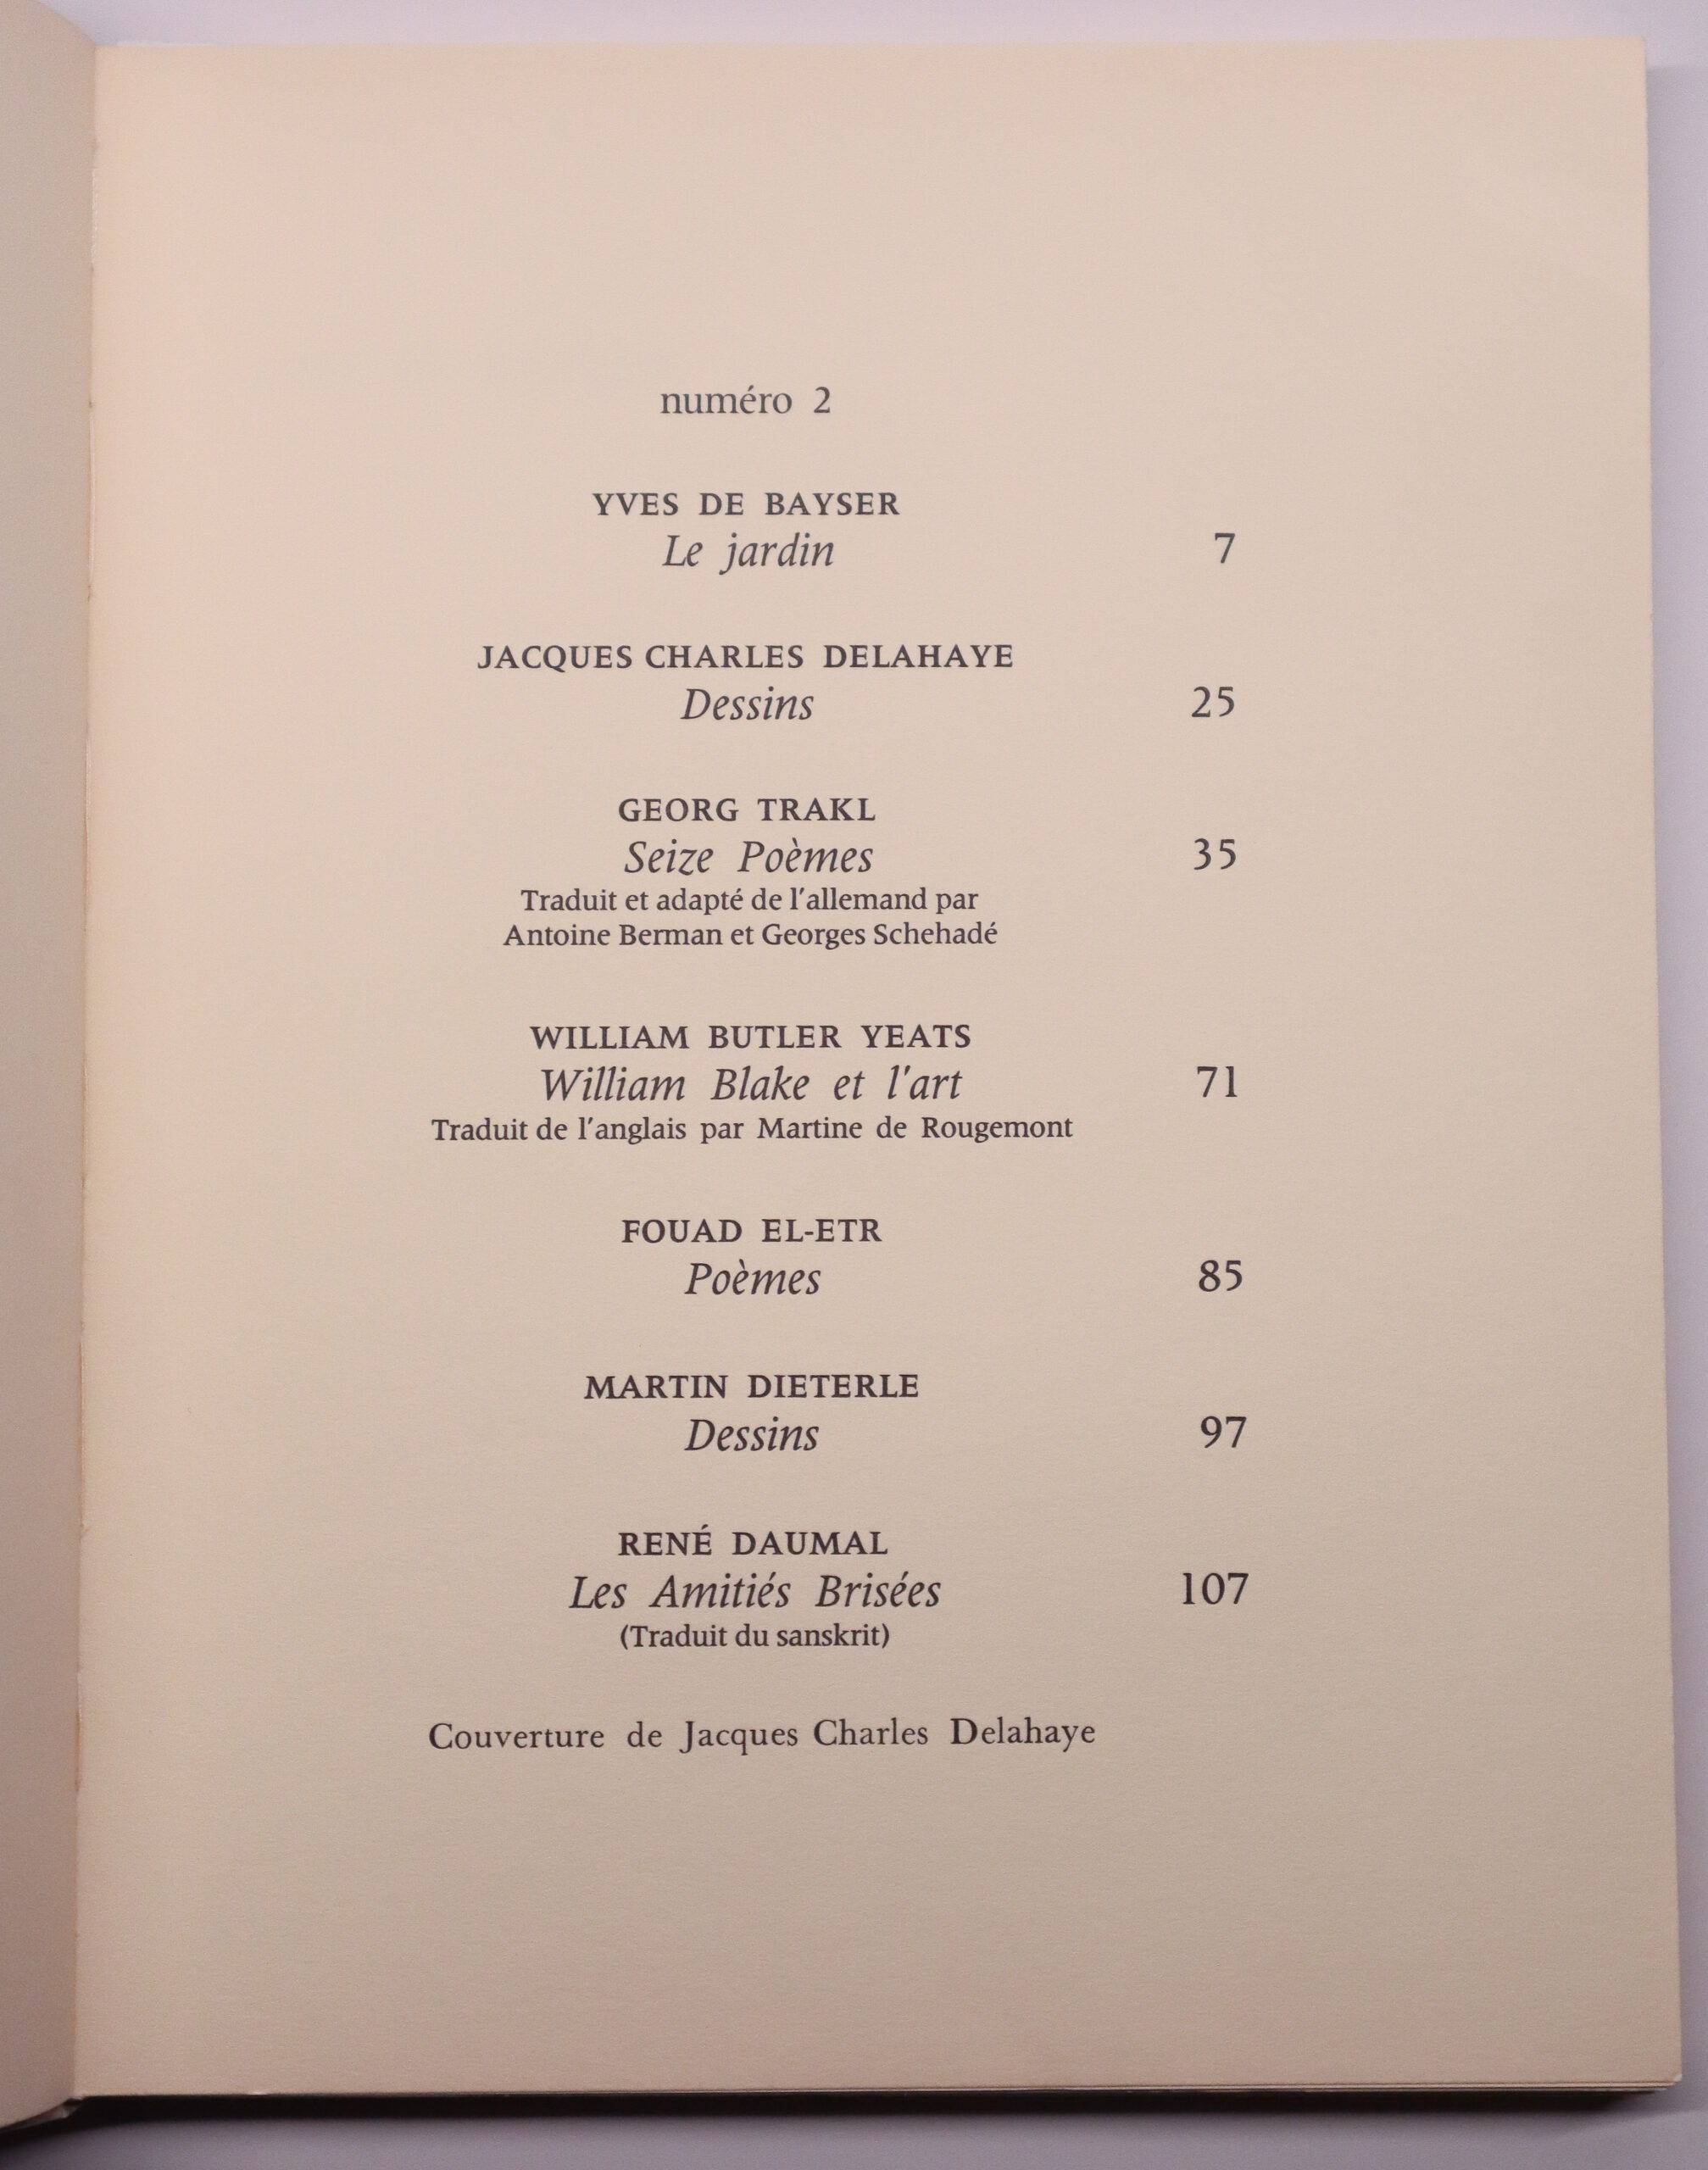 numéro 2
YVES DE BAYSER
Le jardin 7
JACQUES CHARLES DELAHAYE
Dessins 25
GEORG TRAKL
Seize Poèmes 35
Traduit et adapté de l'allemand par
Antoine Berman et Georges Schehadé
WILLIAM BUTLER YEATS
William Blake et l'art 71
Traduit de l'anglais par Martine de Rougemont
FOUAD EL-ETR
Poèmes 85
MARTIN DIETERLE
Dessins 97
RENÉ DAUMAL
Les Amitiés Brisées 107
(Traduit du sanskrit)
Couverture de Jacques Charles Delahaye